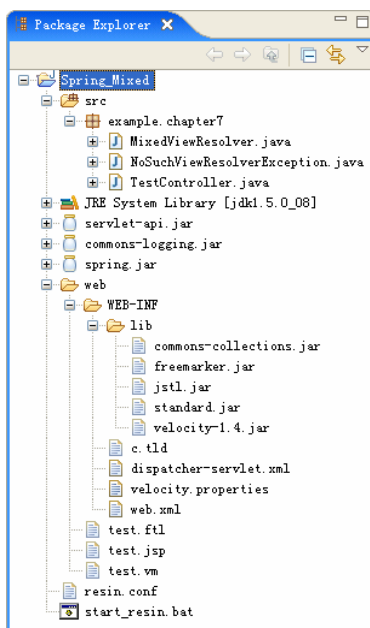 Package Explorer
Spring_Mixed
src
example.chapter7
MixedViewResolver.java
NoSuchViewResolverException.java
TestController.java
JRE System Library [jdk1.5.0_08]
servlet-api.jar
commons-logging.jar
spring.jar
web
WEB-INF
lib
commons-collections.jar
freemarker.jar
jstl.jar
standard.jar
velocity-1.4.jar
c.tld
dispatcher-servlet.xml
velocity.properties
web.xml
test.ftl
test.jsp
test.vm
resin.conf
start_resin.bat